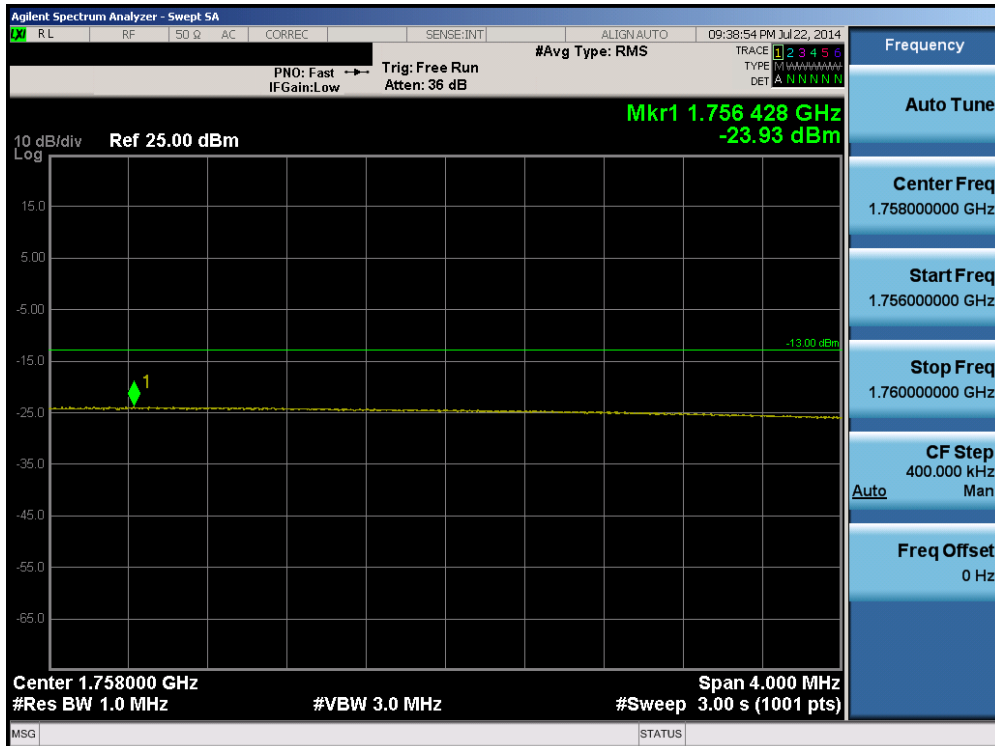 Agilent Spectrum Analyzer - Swept SA
LXI RL RF 50 Ω AC CORREC SENSE:INT ALIGN AUTO 09:38:54 PM Jul 22, 2014
#Avg Type: RMS
TRACE 1 2 3 4 5 6
PNO: Fast
Trig: Free Run
TYPE M WWWWW
IFGain:Low
Atten: 36 dB
DET A N N N N N
Mkr1 1.756 428 GHz
-23.93 dBm
10 dB/div Ref 25.00 dBm
Log
15.0
5.00
-5.00
-13.00 dBm
-15.0
1
-25.0
-35.0
-45.0
-55.0
-65.0
Center 1.758000 GHz Span 4.000 MHz
#Res BW 1.0 MHz #VBW 3.0 MHz #Sweep 3.00 s (1001 pts)
MSG STATUS
Frequency
Auto Tune
Center Freq
1.758000000 GHz
Start Freq
1.756000000 GHz
Stop Freq
1.760000000 GHz
CF Step
400.000 kHz
Auto Man
Freq Offset
0 Hz